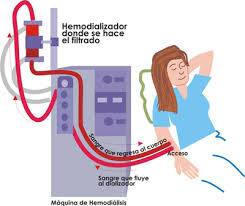 Hemodializador
donde se hace
el filtrado
Sangre que regresa al cuerpo
Acceso
Sangre que fluye
al dializador
Máquina de Hemodiálisis